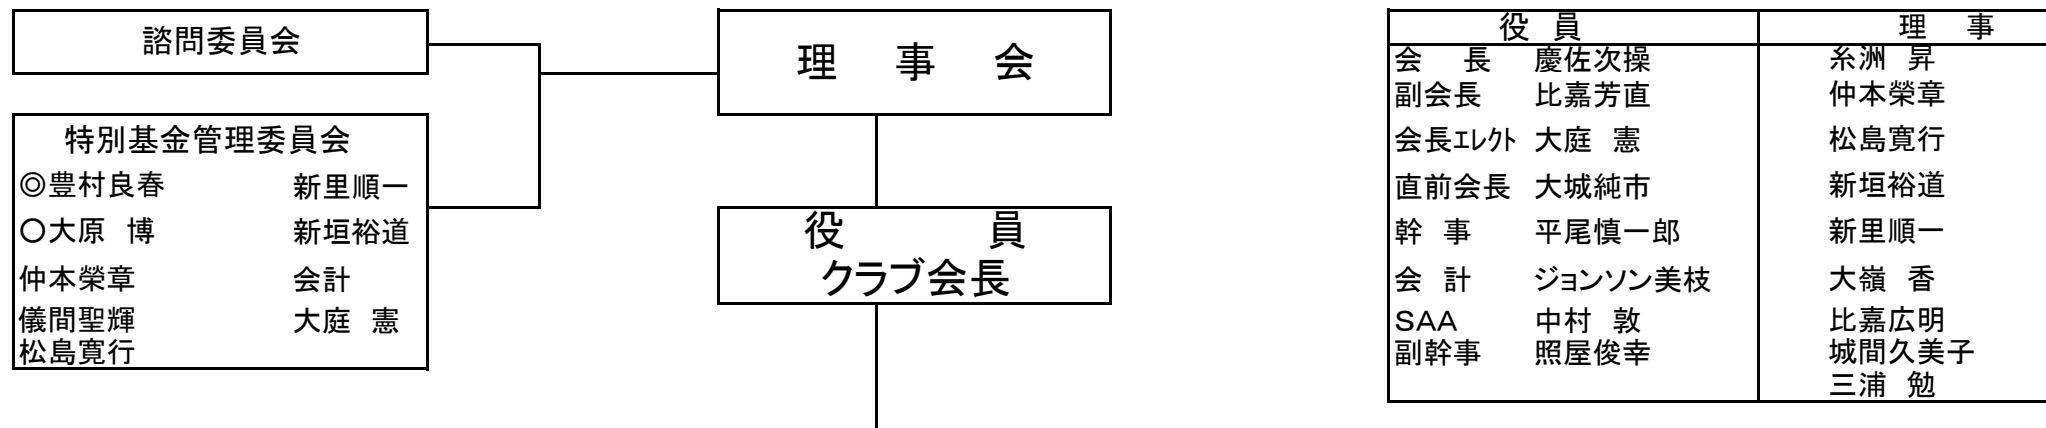 諮問委員会
特別基金管理委員会
◎豊村良春 新里順一
〇大原 博 新垣裕道
仲本榮章 会計
儀間聖輝 大庭 憲
松島寛行
理 事 会
役 員
クラブ会長
役 員 理 事
会 長 慶佐次操 糸洲 昇
副会長 比嘉芳直 仲本榮章
会長エレクト 大庭 憲 松島寛行
直前会長 大城純市 新垣裕道
幹 事 平尾慎一郎 新里順一
会 計 ジョンソン美枝 大嶺 香
SAA 中村 敦 比嘉広明
副幹事 照屋俊幸 城間久美子
三浦 勉